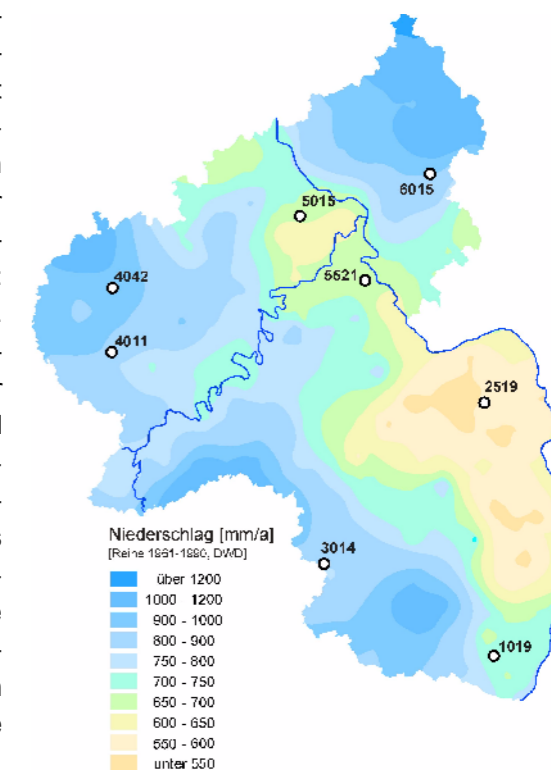 6015
5015
5521
4042
4011
2519
3014
1019
Niederschlag [mm/a]
[Reihe 1961-1990, DWD]
über 1200
1000 1200
900 - 1000
800 - 900
750 - 800
700 - 750
650 - 700
600 - 650
550 - 600
unter 550